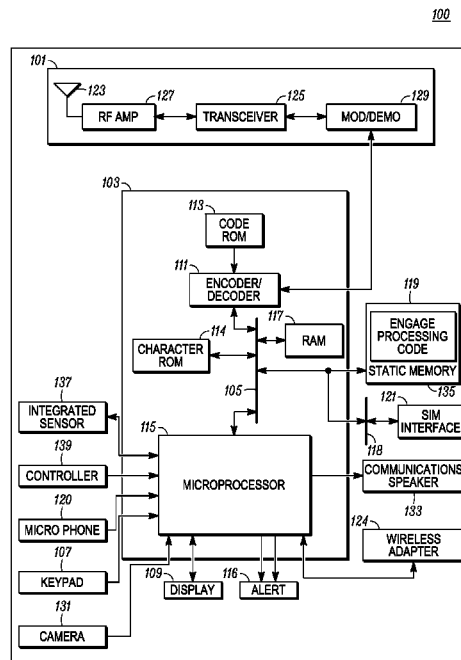 100
101
123
127
125
129
RF AMP
TRANSCEIVER
MOD/DEMO
103
113
CODE
ROM
111
ENCODER/
DECODER
117
RAM
114
CHARACTER
ROM
105
119
ENGAGE
PROCESSING
CODE
STATIC MEMORY
135
121
SIM
INTERFACE
118
137
INTEGRATED
SENSOR
115
MICROPROCESSOR
139
CONTROLLER
COMMUNICATIONS
SPEAKER
133
120
MICRO PHONE
124
WIRELESS
ADAPTER
107
KEYPAD
109
DISPLAY
116
ALERT
131
CAMERA